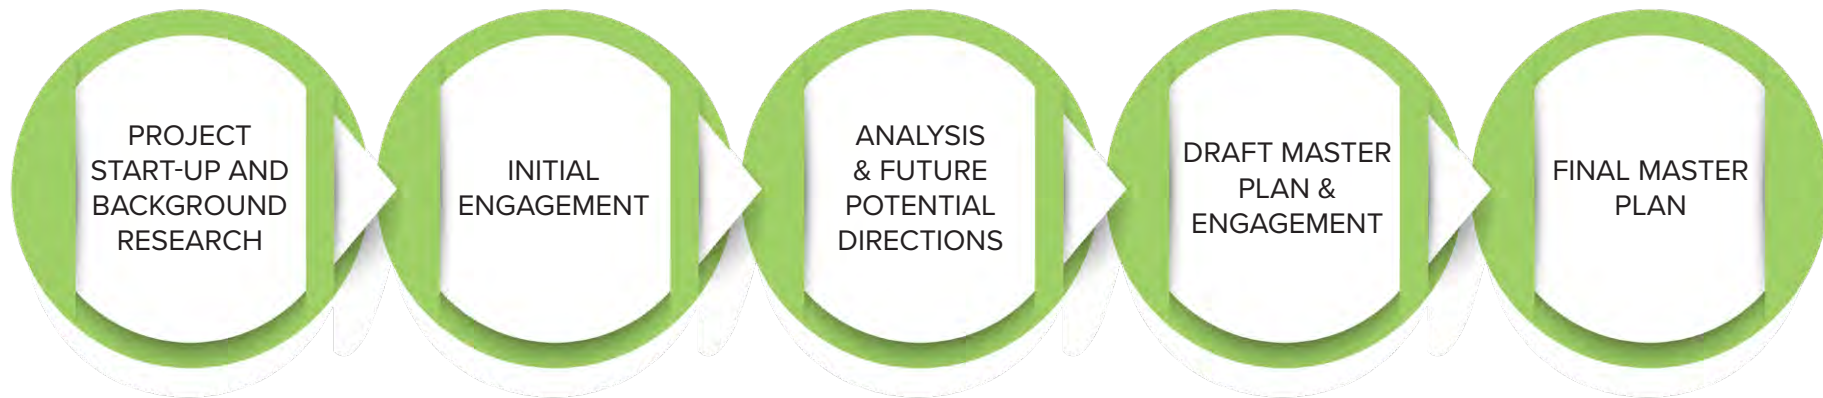 PROJECT
START-UP AND
BACKGROUND
RESEARCH
INITIAL
ENGAGEMENT
ANALYSIS
& FUTURE
POTENTIAL
DIRECTIONS
DRAFT MASTER
PLAN &
ENGAGEMENT
FINAL MASTER
PLAN